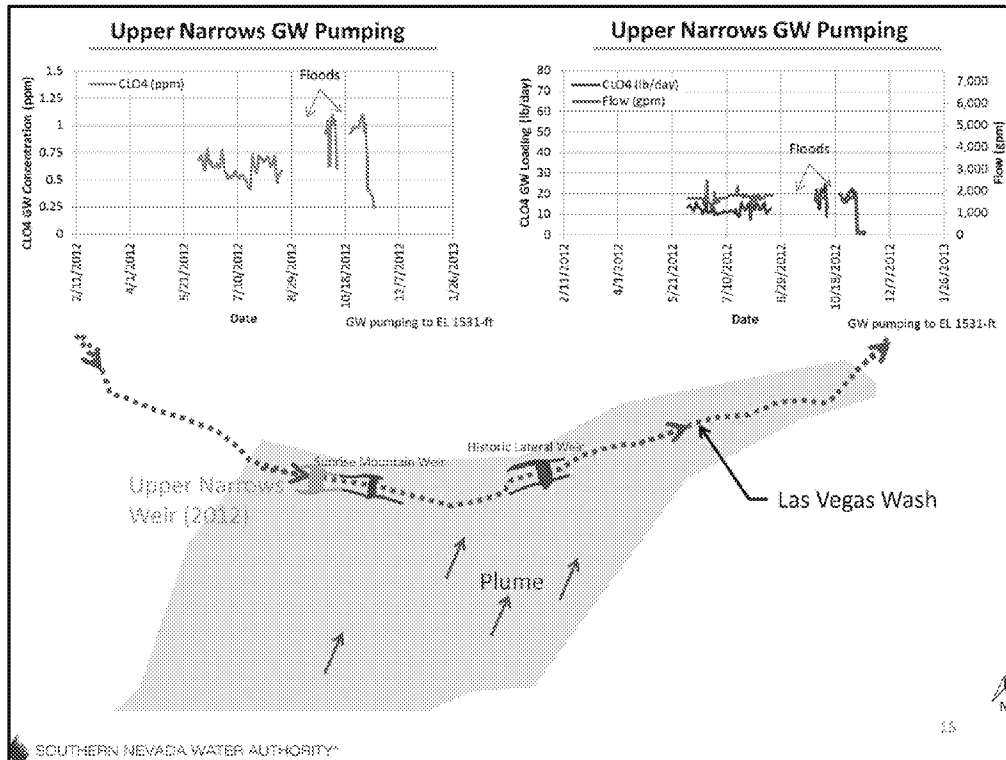 Upper Narrows GW Pumping
CLO4 GW Concentration (ppm)
1.5
1.25
1
0.75
0.5
0.25
0
CLO4 (ppm)
Floods
2/11/2012
4/1/2012
5/21/2012
7/10/2012
8/29/2012
10/18/2012
12/7/2012
1/26/2013
Date
GW pumping to EL 1531-ft
Upper Narrows GW Pumping
CLO4 GW Loading (lb/day)
80
70
60
50
40
30
20
10
0
CLO4 (lb/day)
Flow (gpm)
Floods
7,000
6,000
5,000
4,000
3,000
2,000
1,000
0
Flow (gpm)
2/11/2012
4/1/2012
5/21/2012
7/10/2012
8/29/2012
10/18/2012
12/7/2012
1/26/2013
Date
GW pumping to EL 1531-ft
Sunrise Mountain Weir
Historic Lateral Weir
Upper Narrows
Weir (2012)
Las Vegas Wash
Plume
N
15
SOUTHERN NEVADA WATER AUTHORITY